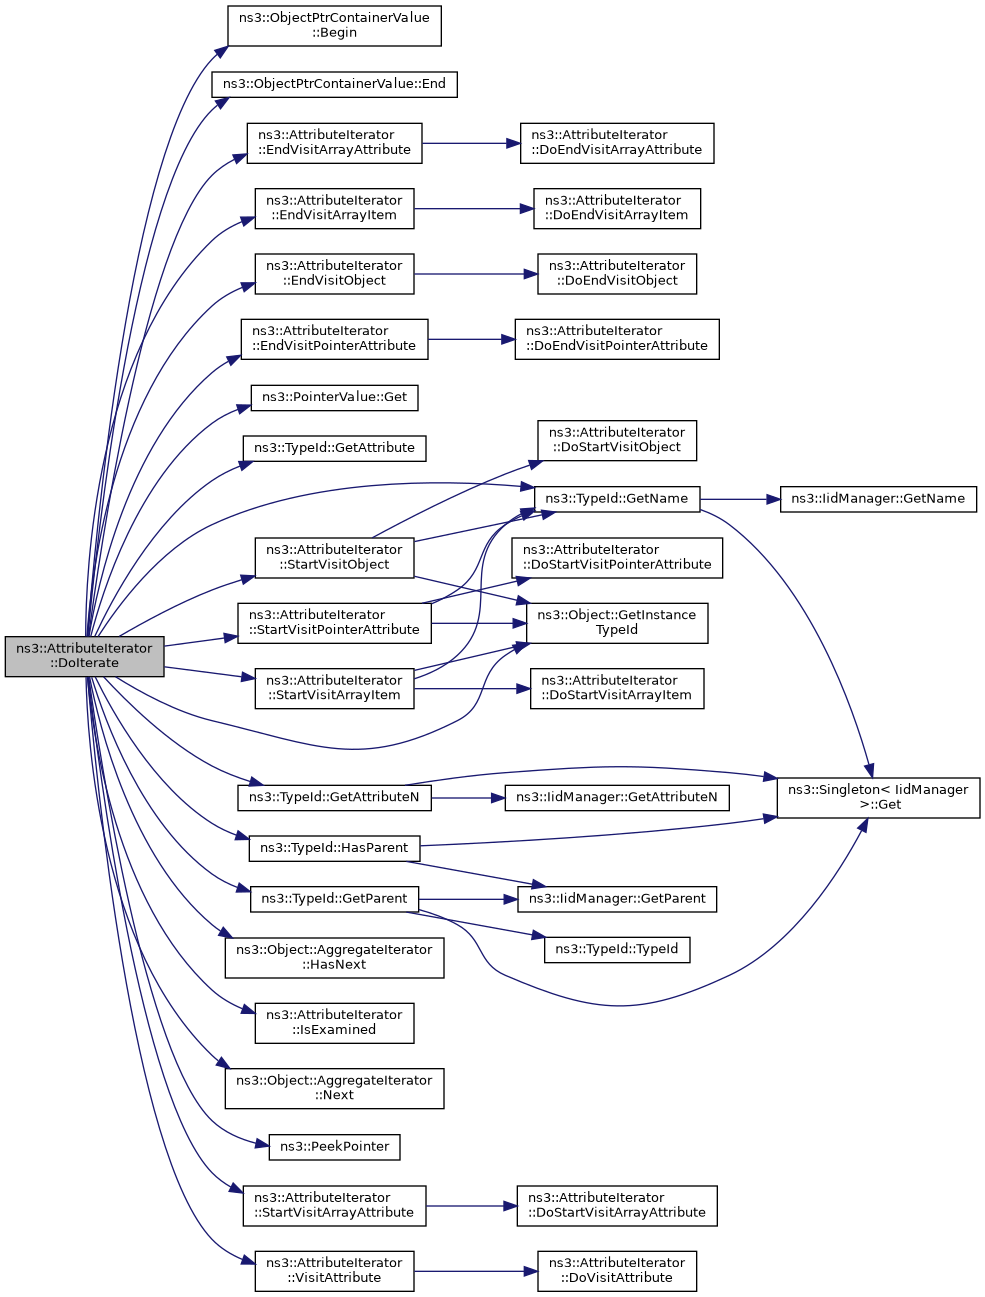 ns3::ObjectPtrContainerValue
::Begin
ns3::ObjectPtrContainerValue::End
ns3::AttributeIterator
::EndVisitArrayAttribute
ns3::AttributeIterator
::DoEndVisitArrayAttribute
ns3::AttributeIterator
::EndVisitArrayItem
ns3::AttributeIterator
::DoEndVisitArrayItem
ns3::AttributeIterator
::EndVisitObject
ns3::AttributeIterator
::DoEndVisitObject
ns3::AttributeIterator
::EndVisitPointerAttribute
ns3::AttributeIterator
::DoEndVisitPointerAttribute
ns3::PointerValue::Get
ns3::TypeId::GetAttribute
ns3::AttributeIterator
::DoStartVisitObject
ns3::TypeId::GetName
ns3::IidManager::GetName
ns3::AttributeIterator
::StartVisitObject
ns3::AttributeIterator
::DoStartVisitPointerAttribute
ns3::AttributeIterator
::StartVisitPointerAttribute
ns3::Object::GetInstance
TypeId
ns3::AttributeIterator
::DoIterate
ns3::AttributeIterator
::StartVisitArrayItem
ns3::AttributeIterator
::DoStartVisitArrayItem
ns3::TypeId::GetAttributeN
ns3::IidManager::GetAttributeN
ns3::Singleton< IidManager
>::Get
ns3::TypeId::HasParent
ns3::TypeId::GetParent
ns3::IidManager::GetParent
ns3::TypeId::TypeId
ns3::Object::AggregateIterator
::HasNext
ns3::AttributeIterator
::IsExamined
ns3::Object::AggregateIterator
::Next
ns3::PeekPointer
ns3::AttributeIterator
::StartVisitArrayAttribute
ns3::AttributeIterator
::DoStartVisitArrayAttribute
ns3::AttributeIterator
::VisitAttribute
ns3::AttributeIterator
::DoVisitAttribute